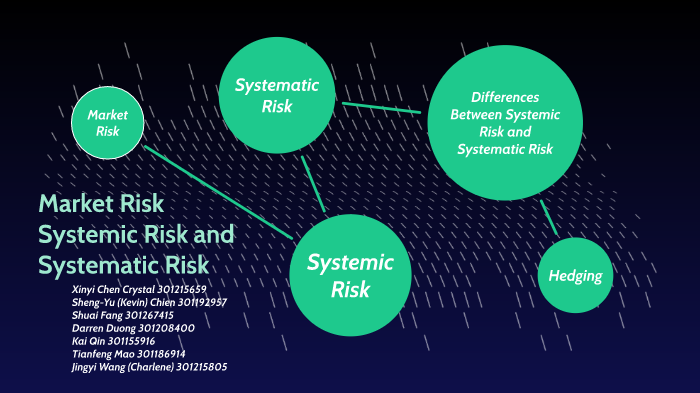 Market
Risk
Systematic
Risk
Differences
Between Systemic
Risk and
Systematic Risk
Market Risk
Systemic Risk and
Systematic Risk
Systemic
Risk
Hedging
Xinyi Chen Crystal 301215659
Sheng-Yu (Kevin) Chien 301192957
Shuai Fang 301267415
Darren Duong 301208400
Kai Qin 301155916
Tianfeng Mao 301186914
Jingyi Wang (Charlene) 301215805